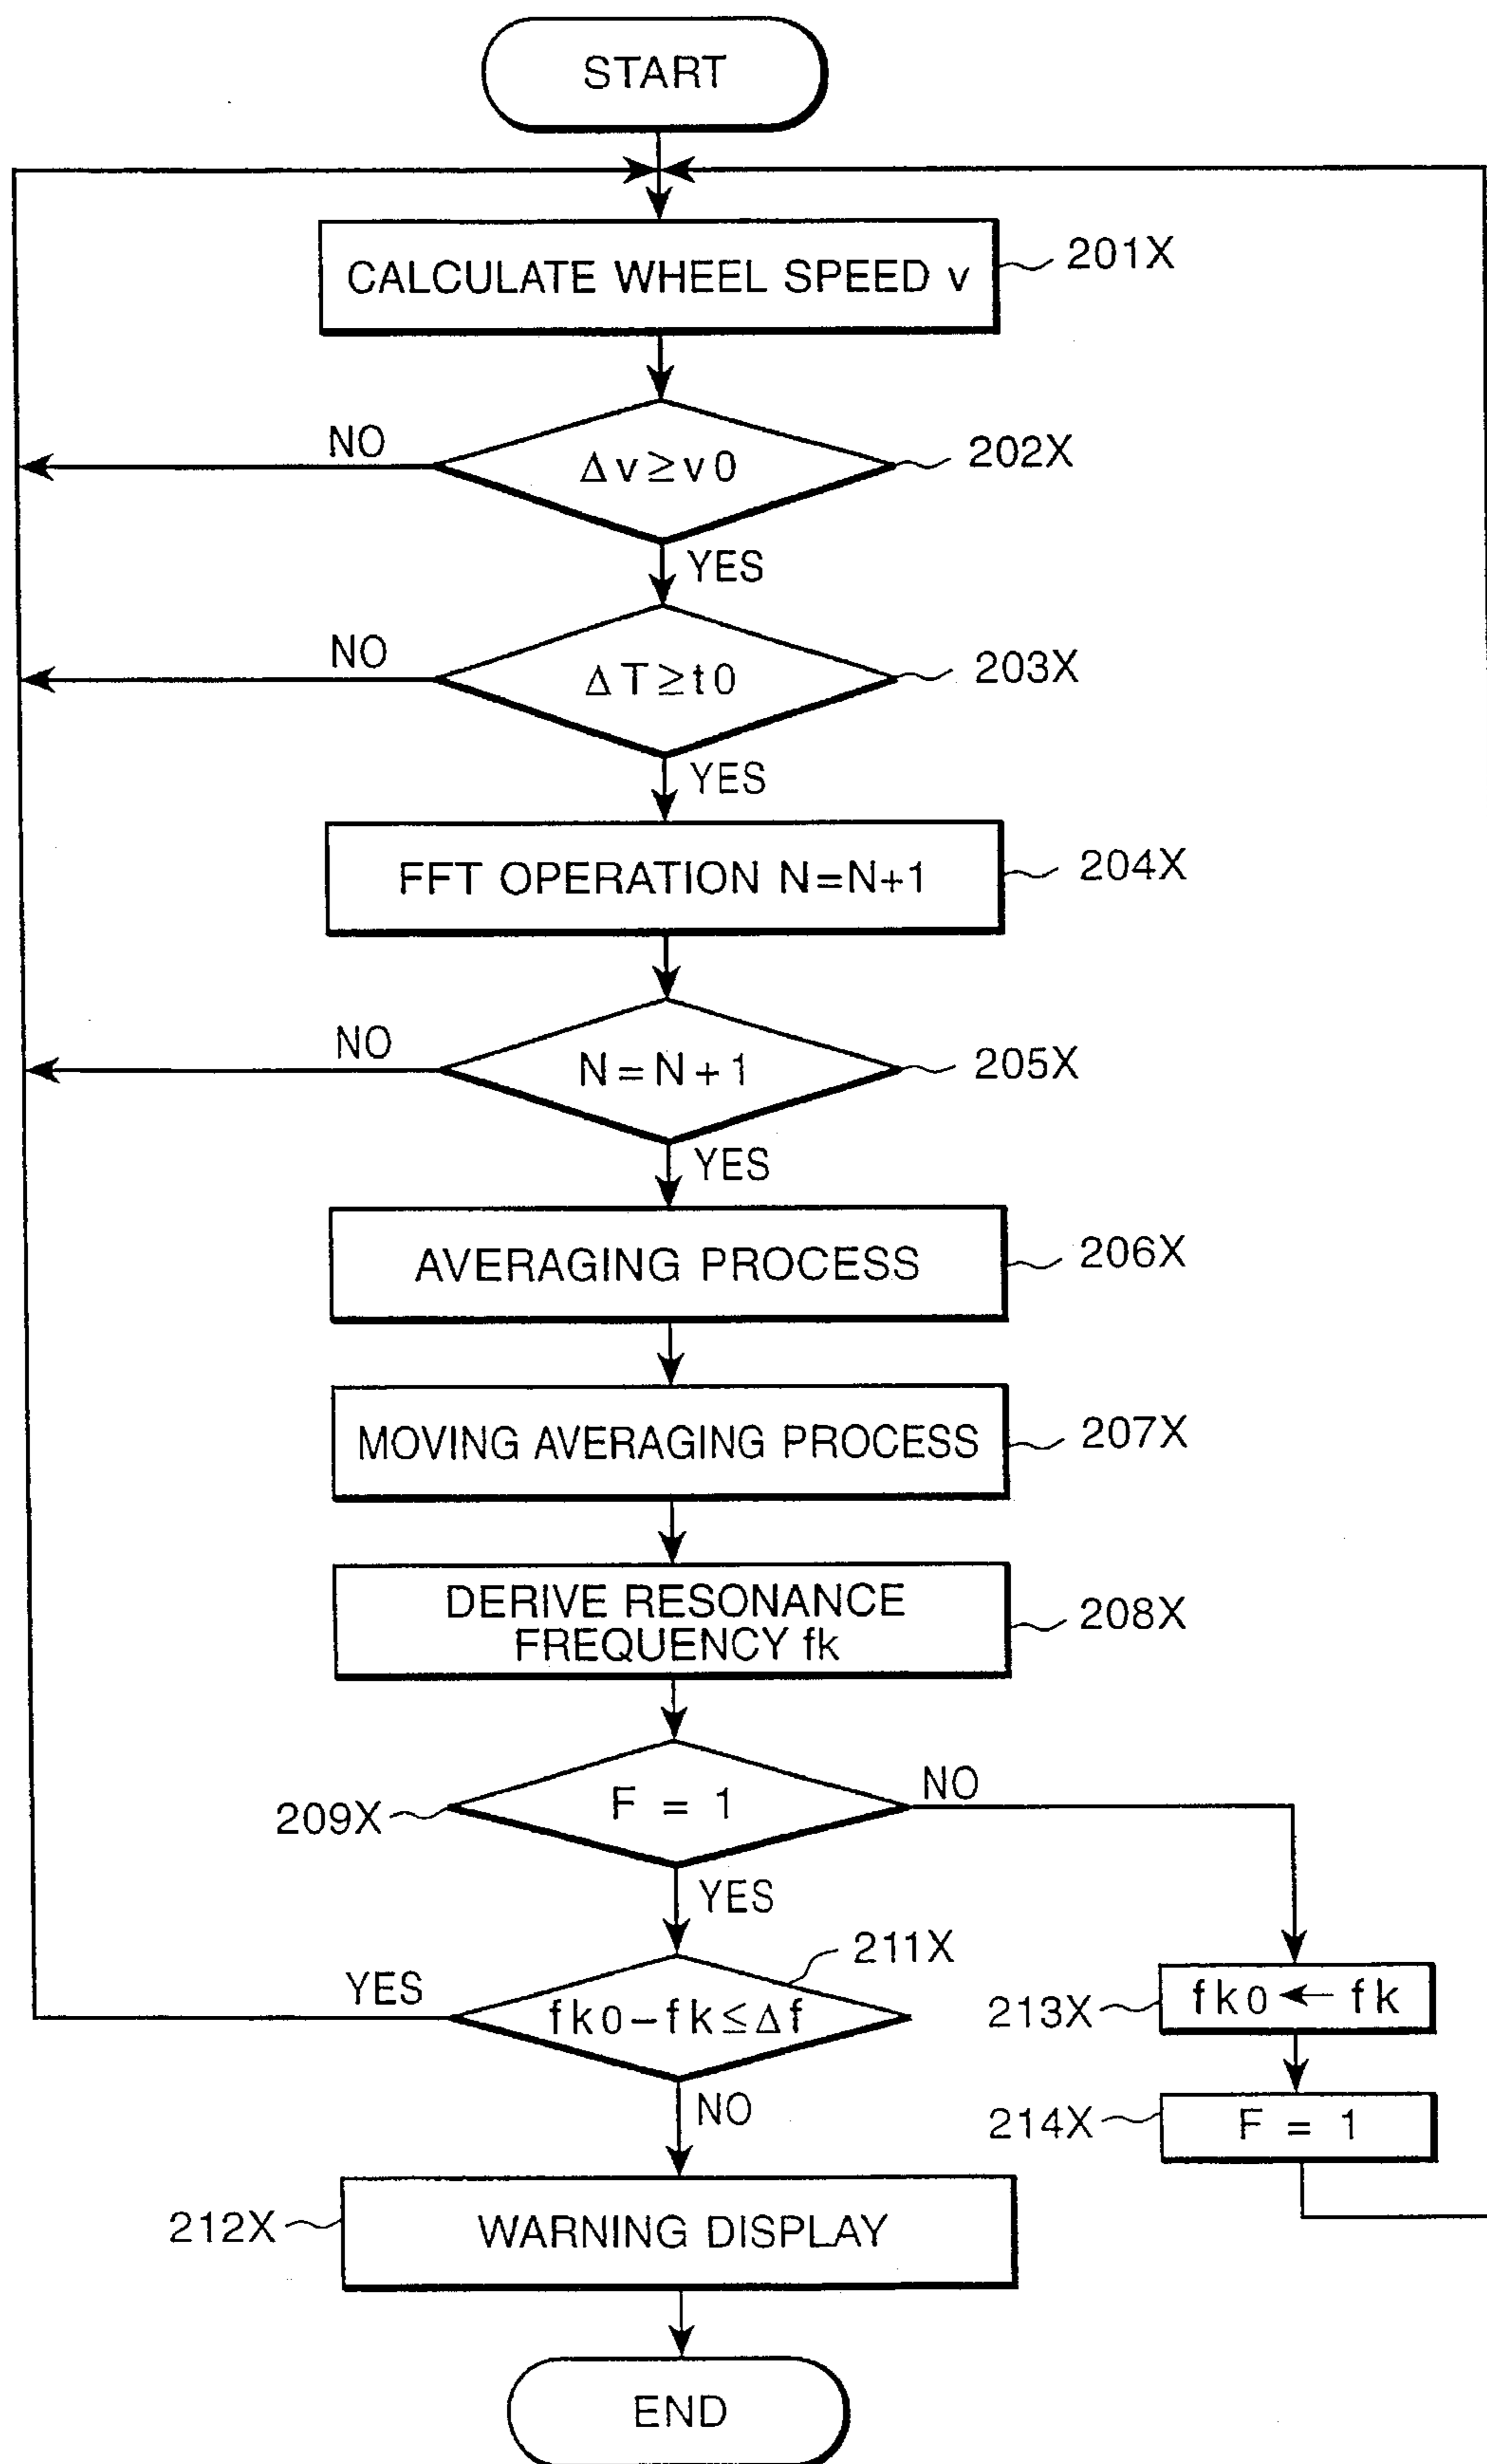 START
CALCULATE WHEEL SPEED v
201X
NO
Δv≥v0
202X
YES
NO
ΔT≥t0
203X
YES
FFT OPERATION N=N+1
204X
NO
N=N+1
205X
YES
AVERAGING PROCESS
206X
MOVING AVERAGING PROCESS
207X
DERIVE RESONANCE
FREQUENCY fk
208X
209X
F = 1
NO
YES
211X
YES
fk0-fk≤Δf
213X
fk0 ← fk
NO
214X
F = 1
212X
WARNING DISPLAY
END